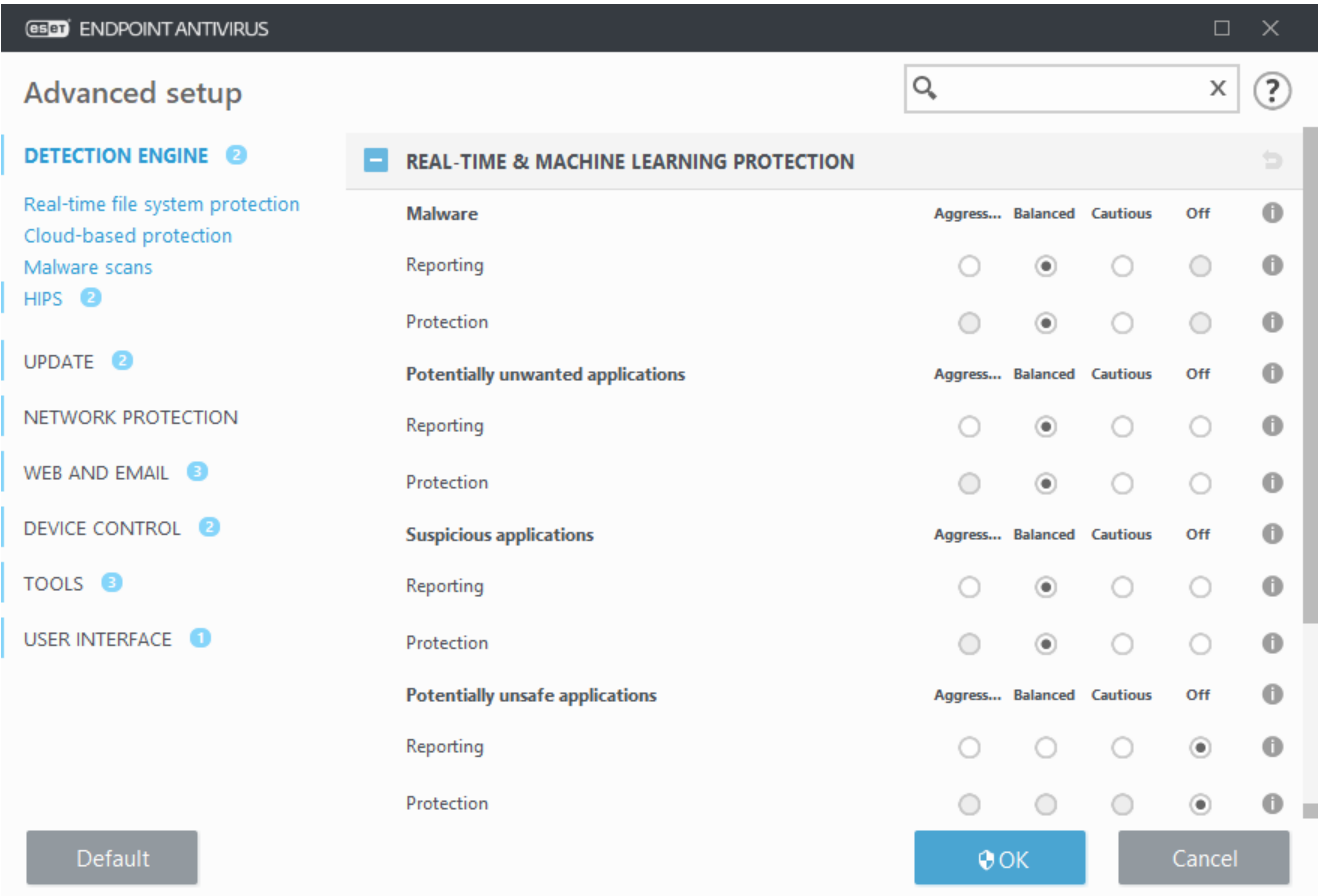 eset ENDPOINT ANTIVIRUS
Advanced setup
x
?
DETECTION ENGINE 2
Real-time file system protection
Cloud-based protection
Malware scans
HIPS 2
UPDATE 2
NETWORK PROTECTION
WEB AND EMAIL 3
DEVICE CONTROL 2
TOOLS 3
USER INTERFACE 1
REAL-TIME & MACHINE LEARNING PROTECTION
Malware Aggress... Balanced Cautious Off i
Reporting i
Protection i
Potentially unwanted applications Aggress... Balanced Cautious Off i
Reporting i
Protection i
Suspicious applications Aggress... Balanced Cautious Off i
Reporting i
Protection i
Potentially unsafe applications Aggress... Balanced Cautious Off i
Reporting i
Protection i
Default
OK
Cancel